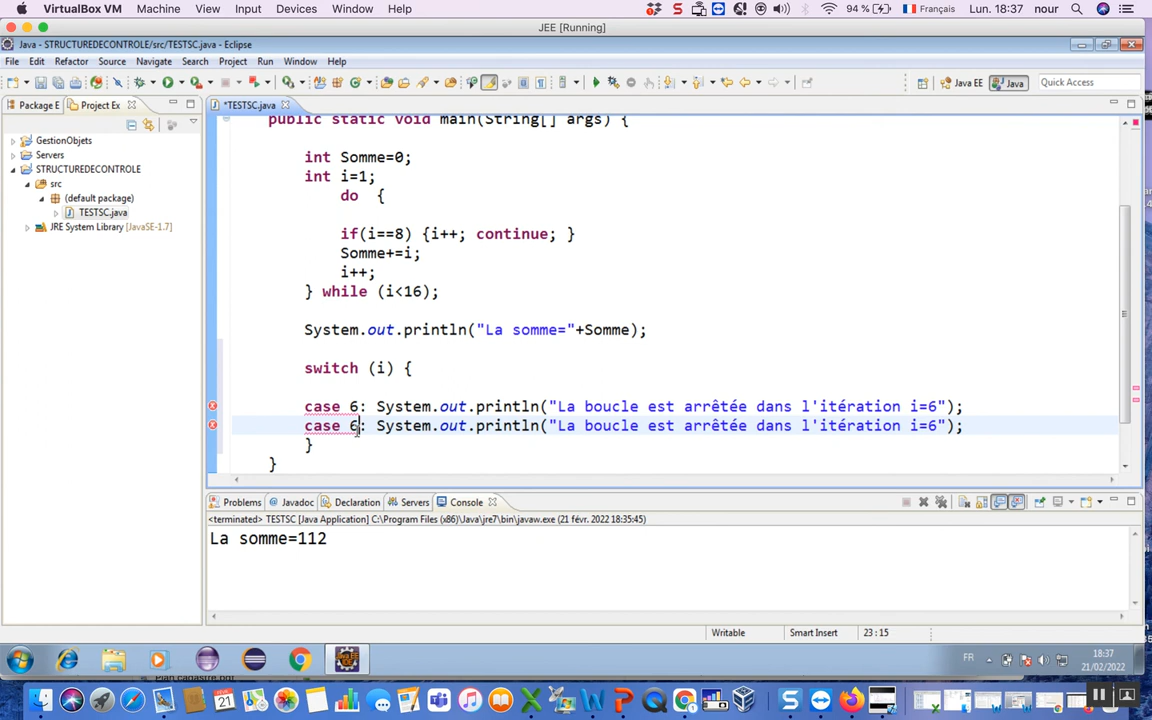 VirtualBox VM Machine View Input Devices Window Help 94 % Français Lun. 18:37 nour
JEE [Running]
Java - STRUCTUREDECONTROLE/src/TESTSC.java - Eclipse
File Edit Refactor Source Navigate Search Project Run Window Help
Java EE Java Quick Access
Package E Project Ex
*TESTSC.java
GestionObjets
Servers
STRUCTUREDECONTROLE
src
(default package)
TESTSC.java
JRE System Library [JavaSE-1.7]
public static void main(String[] args) {
int Somme=0;
int i=1;
do {
if(i==8) {i++; continue; }
Somme+=i;
i++;
} while (i<16);
System.out.println("La somme="+Somme);
switch (i) {
case 6: System.out.println("La boucle est arrêtée dans l'itération i=6");
case 6: System.out.println("La boucle est arrêtée dans l'itération i=6");
}
}
Problems Javadoc Declaration Servers Console
<terminated> TESTSC [Java Application] C:\Program Files (x86)\Java\jre7\bin\javaw.exe (21 févr. 2022 18:35:45)
La somme=112
Writable Smart Insert 23 : 15
FR 18:37
21/02/2022